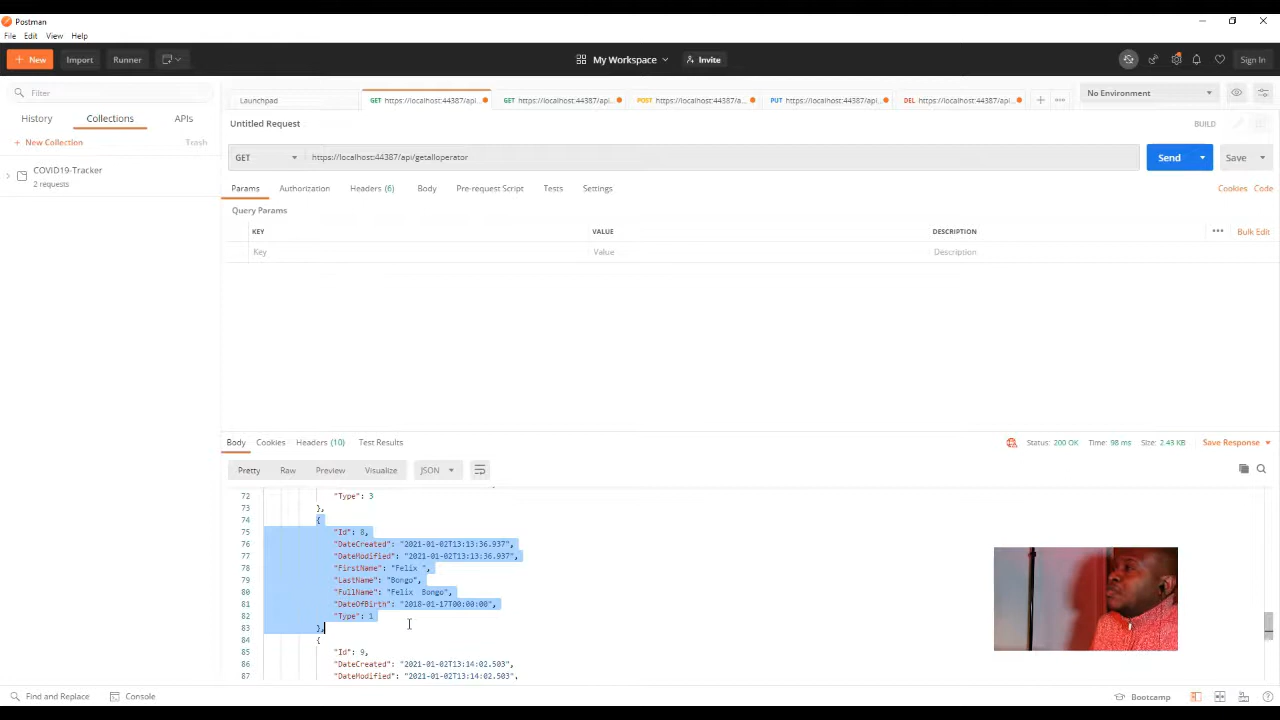 Postman
File Edit View Help
+ New Import Runner My Workspace Invite Sign In
Filter
History Collections APIs
+ New Collection Trash
COVID19-Tracker
2 requests
Launchpad GET https://localhost:44387/api... GET https://localhost:44387/api... POST https://localhost:44387/a... PUT https://localhost:44387/api... DEL https://localhost:44387/api... + ... No Environment
Untitled Request BUILD
GET https://localhost:44387/api/getalloperator Send Save
Params Authorization Headers (6) Body Pre-request Script Tests Settings Cookies Code
Query Params
KEY VALUE DESCRIPTION ... Bulk Edit
Key Value Description
Body Cookies Headers (10) Test Results Status: 200 OK Time: 98 ms Size: 2.43 KB Save Response
Pretty Raw Preview Visualize JSON
72 "Type": 3
73 },
74 {
75 "Id": 8,
76 "DateCreated": "2021-01-02T13:13:36.937",
77 "DateModified": "2021-01-02T13:13:36.937",
78 "FirstName": "Felix ",
79 "LastName": "Bongo",
80 "FullName": "Felix  Bongo",
81 "DateOfBirth": "2018-01-17T00:00:00",
82 "Type": 1
83 },
84 {
85 "Id": 9,
86 "DateCreated": "2021-01-02T13:14:02.503",
87 "DateModified": "2021-01-02T13:14:02.503",
Find and Replace Console Bootcamp